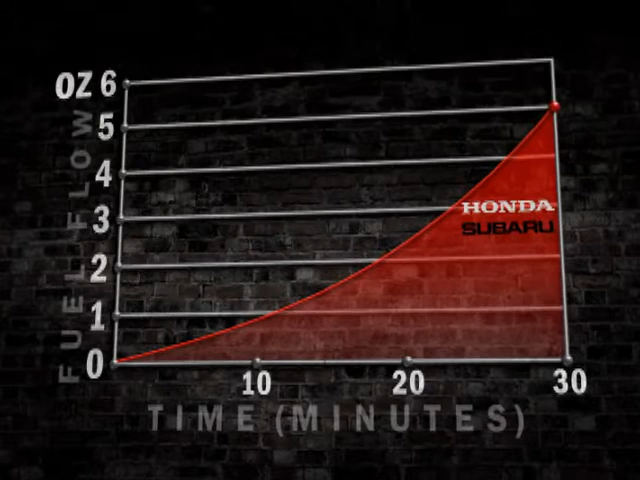 OZ 6
5
4
3
2
1
0
FUEL FLOW
HONDA
SUBARU
10 20 30
TIME (MINUTES)